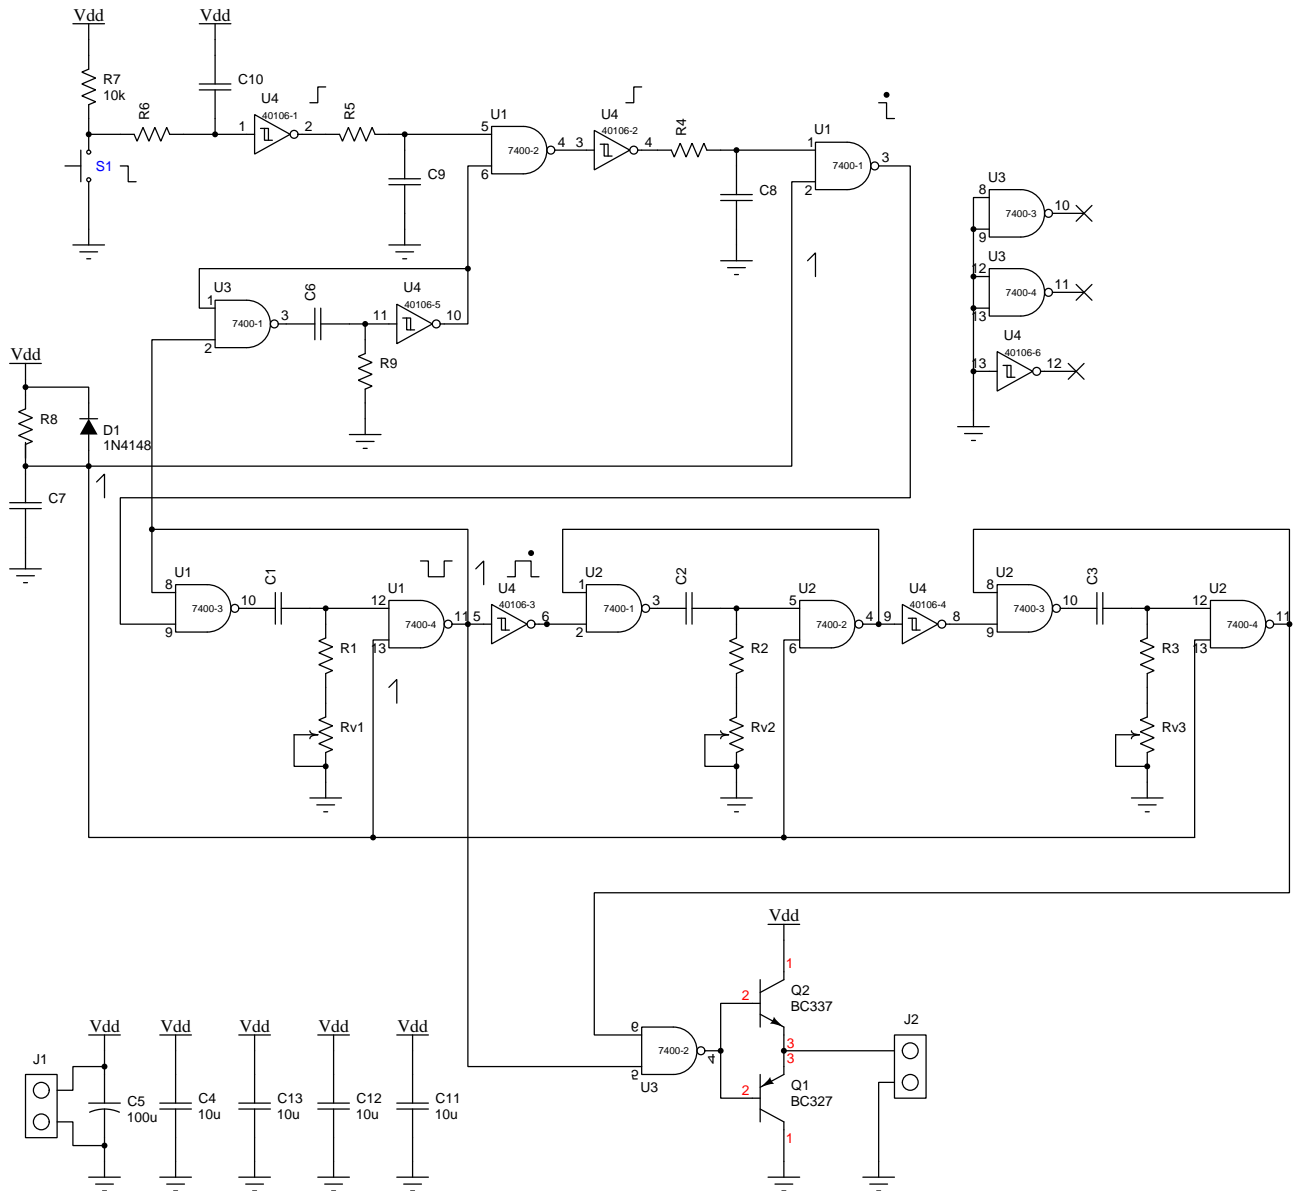 Vdd
Vdd
R7
10k
C10
R6
U4
40106-1
1
2
R5
U1
5
7400-2
4
6
U4
40106-2
3
4
R4
U1
1
7400-1
3
2
S1
C9
C8
U3
8
7400-3
10
9
U3
12
7400-4
11
13
U4
40106-6
13
12
U3
1
7400-1
3
2
C6
U4
40106-5
11
10
R9
Vdd
R8
D1
1N4148
C7
U1
8
7400-3
10
9
C1
U1
12
7400-4
11
13
U4
40106-3
5
6
U2
1
7400-1
3
2
C2
U2
5
7400-2
4
6
U4
40106-4
9
8
U2
8
7400-3
10
9
C3
U2
12
7400-4
11
13
R1
R2
R3
Rv1
Rv2
Rv3
Vdd
1
Q2
BC337
2
3
3
6
7400-2
4
5
U3
2
Q1
BC327
1
J2
J1
Vdd
C5
100u
Vdd
C4
10u
Vdd
C13
10u
Vdd
C12
10u
Vdd
C11
10u